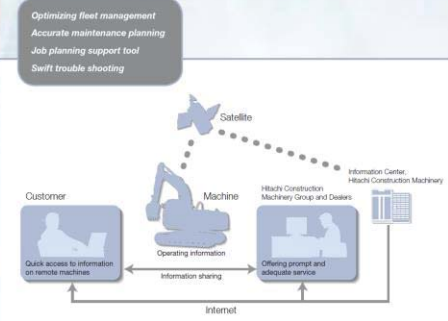 Optimizing fleet management
Accurate maintenance planning
Job planning support tool
Swift trouble shooting
Satellite
Information Center,
Hitachi Construction Machinery
Customer
Machine
Hitachi Construction
Machinery Group and Dealers
Operating information
Quick access to information
on remote machines
Information sharing
Offering prompt and
adequate service
Internet